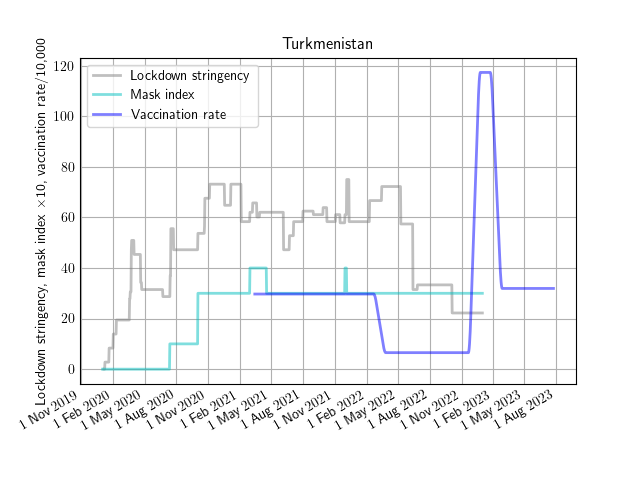 Turkmenistan
Lockdown stringency, mask index ×10, vaccination rate/10,000
120
100
80
60
40
20
0
Lockdown stringency
Mask index
Vaccination rate
1 Nov 2019
1 Feb 2020
1 May 2020
1 Aug 2020
1 Nov 2020
1 Feb 2021
1 May 2021
1 Aug 2021
1 Nov 2021
1 Feb 2022
1 May 2022
1 Aug 2022
1 Nov 2022
1 Feb 2023
1 May 2023
1 Aug 2023